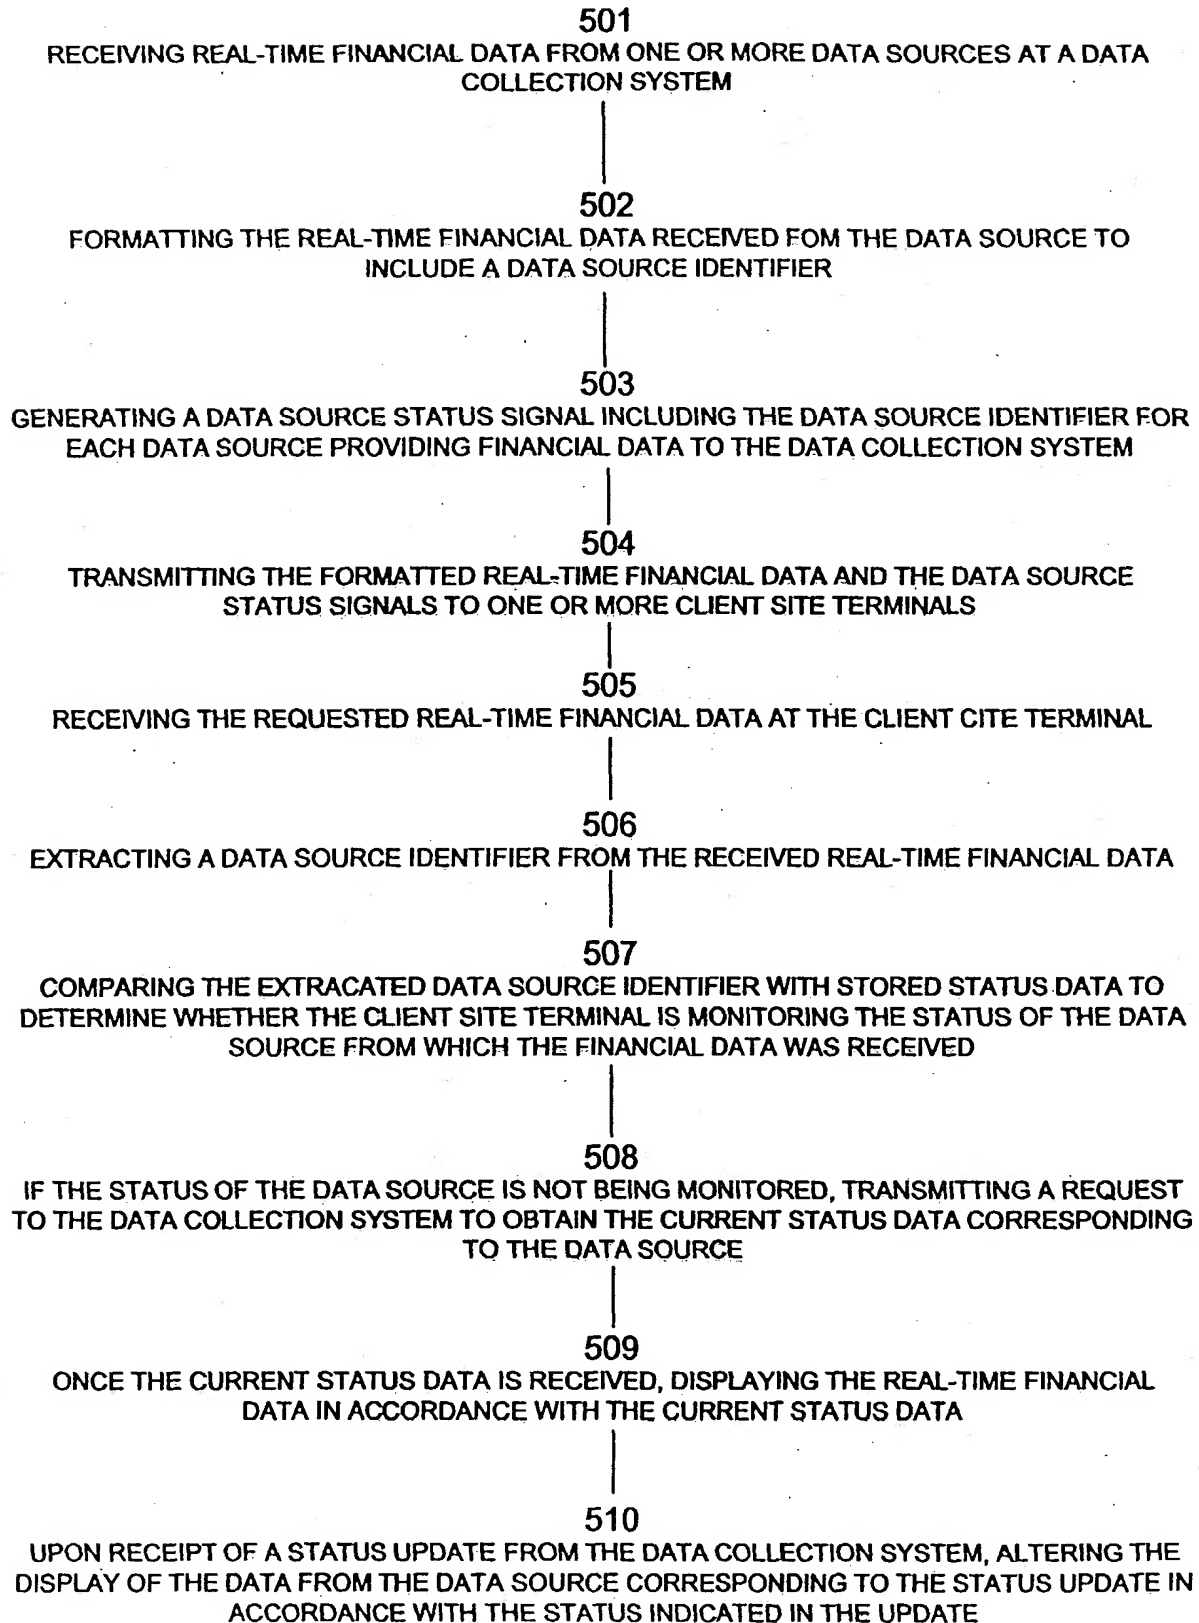 501
RECEIVING REAL-TIME FINANCIAL DATA FROM ONE OR MORE DATA SOURCES AT A DATA
COLLECTION SYSTEM
502
FORMATTING THE REAL-TIME FINANCIAL DATA RECEIVED FOM THE DATA SOURCE TO
INCLUDE A DATA SOURCE IDENTIFIER
503
GENERATING A DATA SOURCE STATUS SIGNAL INCLUDING THE DATA SOURCE IDENTIFIER FOR
EACH DATA SOURCE PROVIDING FINANCIAL DATA TO THE DATA COLLECTION SYSTEM
504
TRANSMITTING THE FORMATTED REAL-TIME FINANCIAL DATA AND THE DATA SOURCE
STATUS SIGNALS TO ONE OR MORE CLIENT SITE TERMINALS
505
RECEIVING THE REQUESTED REAL-TIME FINANCIAL DATA AT THE CLIENT CITE TERMINAL
506
EXTRACTING A DATA SOURCE IDENTIFIER FROM THE RECEIVED REAL-TIME FINANCIAL DATA
507
COMPARING THE EXTRACATED DATA SOURCE IDENTIFIER WITH STORED STATUS DATA TO
DETERMINE WHETHER THE CLIENT SITE TERMINAL IS MONITORING THE STATUS OF THE DATA
SOURCE FROM WHICH THE FINANCIAL DATA WAS RECEIVED
508
IF THE STATUS OF THE DATA SOURCE IS NOT BEING MONITORED, TRANSMITTING A REQUEST
TO THE DATA COLLECTION SYSTEM TO OBTAIN THE CURRENT STATUS DATA CORRESPONDING
TO THE DATA SOURCE
509
ONCE THE CURRENT STATUS DATA IS RECEIVED, DISPLAYING THE REAL-TIME FINANCIAL
DATA IN ACCORDANCE WITH THE CURRENT STATUS DATA
510
UPON RECEIPT OF A STATUS UPDATE FROM THE DATA COLLECTION SYSTEM, ALTERING THE
DISPLAY OF THE DATA FROM THE DATA SOURCE CORRESPONDING TO THE STATUS UPDATE IN
ACCORDANCE WITH THE STATUS INDICATED IN THE UPDATE